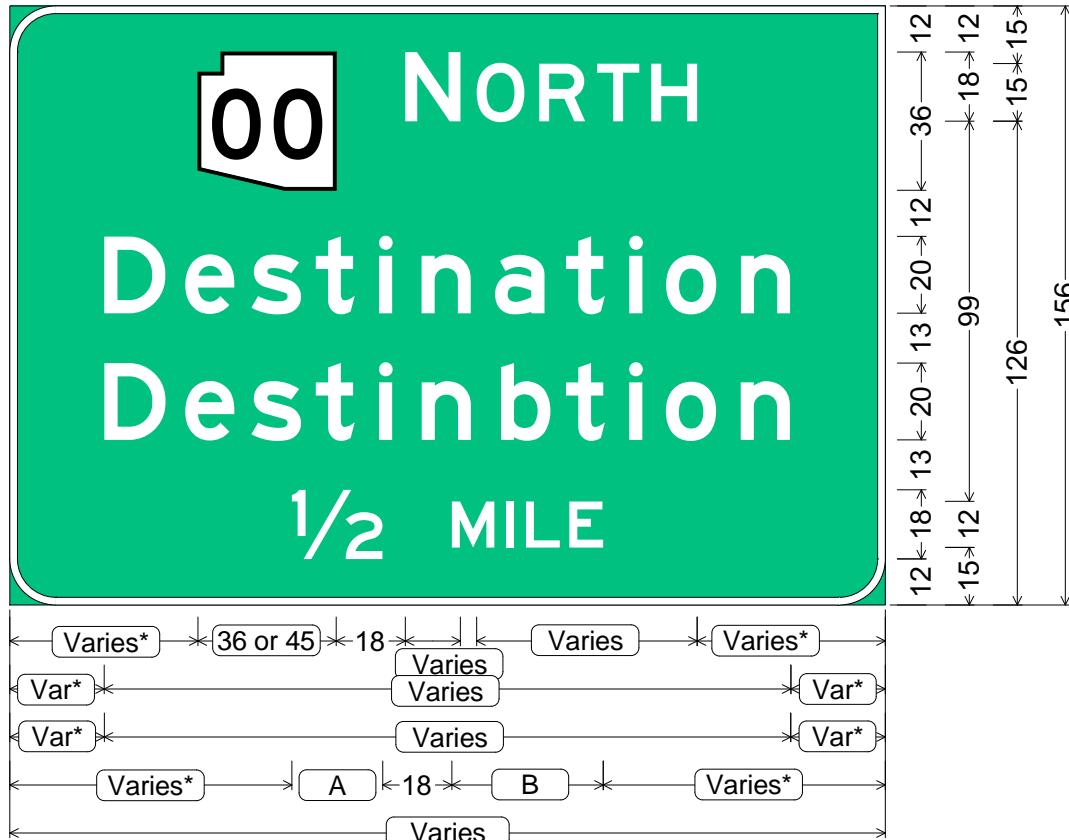 00 NORTH
Destination
Destinbtion
1/2 MILE
12 36 12 20 13 20 13 18 12
12 18 99 12 15
15 15 126
156
Varies* 36 or 45 18 Varies Varies Varies*
Var* Varies Var*
Var* Varies Var*
Varies* A 18 B Varies*
Varies